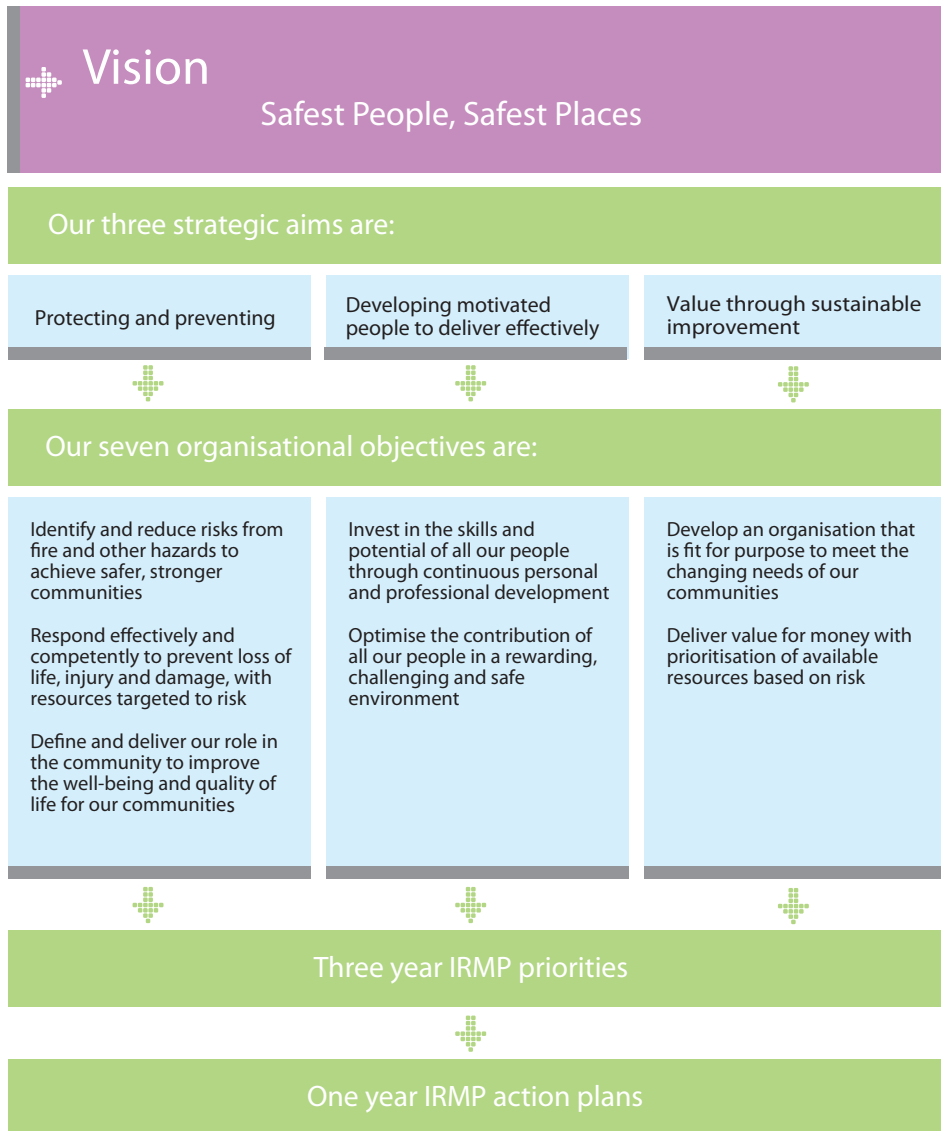 Vision
Safest People, Safest Places
Our three strategic aims are:
Protecting and preventing
Developing motivated
people to deliver effectively
Value through sustainable
improvement
Our seven organisational objectives are:
Identify and reduce risks from
fire and other hazards to
achieve safer, stronger
communities
Respond effectively and
competently to prevent loss of
life, injury and damage, with
resources targeted to risk
Define and deliver our role in
the community to improve
the well-being and quality of
life for our communities
Invest in the skills and
potential of all our people
through continuous personal
and professional development
Optimise the contribution of
all our people in a rewarding,
challenging and safe
environment
Develop an organisation that
is fit for purpose to meet the
changing needs of our
communities
Deliver value for money with
prioritisation of available
resources based on risk
Three year IRMP priorities
One year IRMP action plans